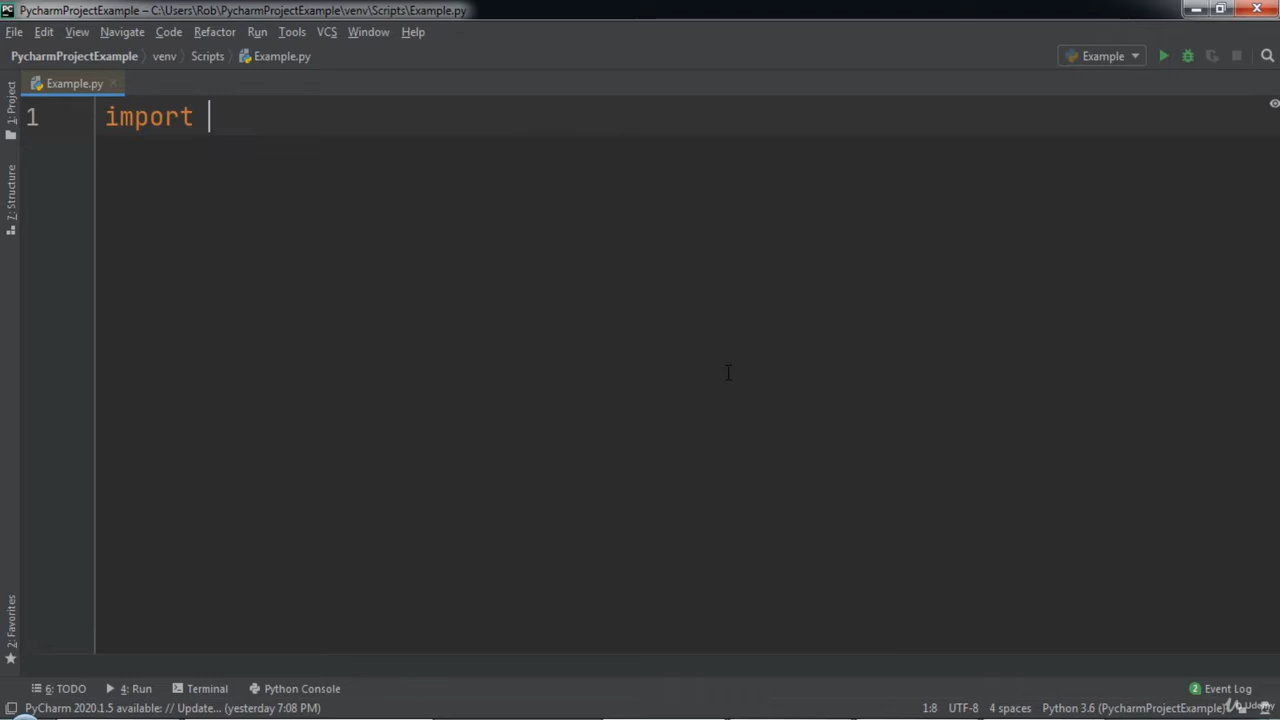 PC PycharmProjectExample – C:\Users\Rob\PycharmProjectExample\venv\Scripts\Example.py
File Edit View Navigate Code Refactor Run Tools VCS Window Help
PycharmProjectExample venv Scripts Example.py Example
Example.py
1: Project
1 import
7: Structure
2: Favorites
6: TODO 4: Run Terminal Python Console 2 Event Log
PyCharm 2020.1.5 available: // Update... (yesterday 7:08 PM) 1:8 UTF-8 4 spaces Python 3.6 (PycharmProjectExample) Udemy